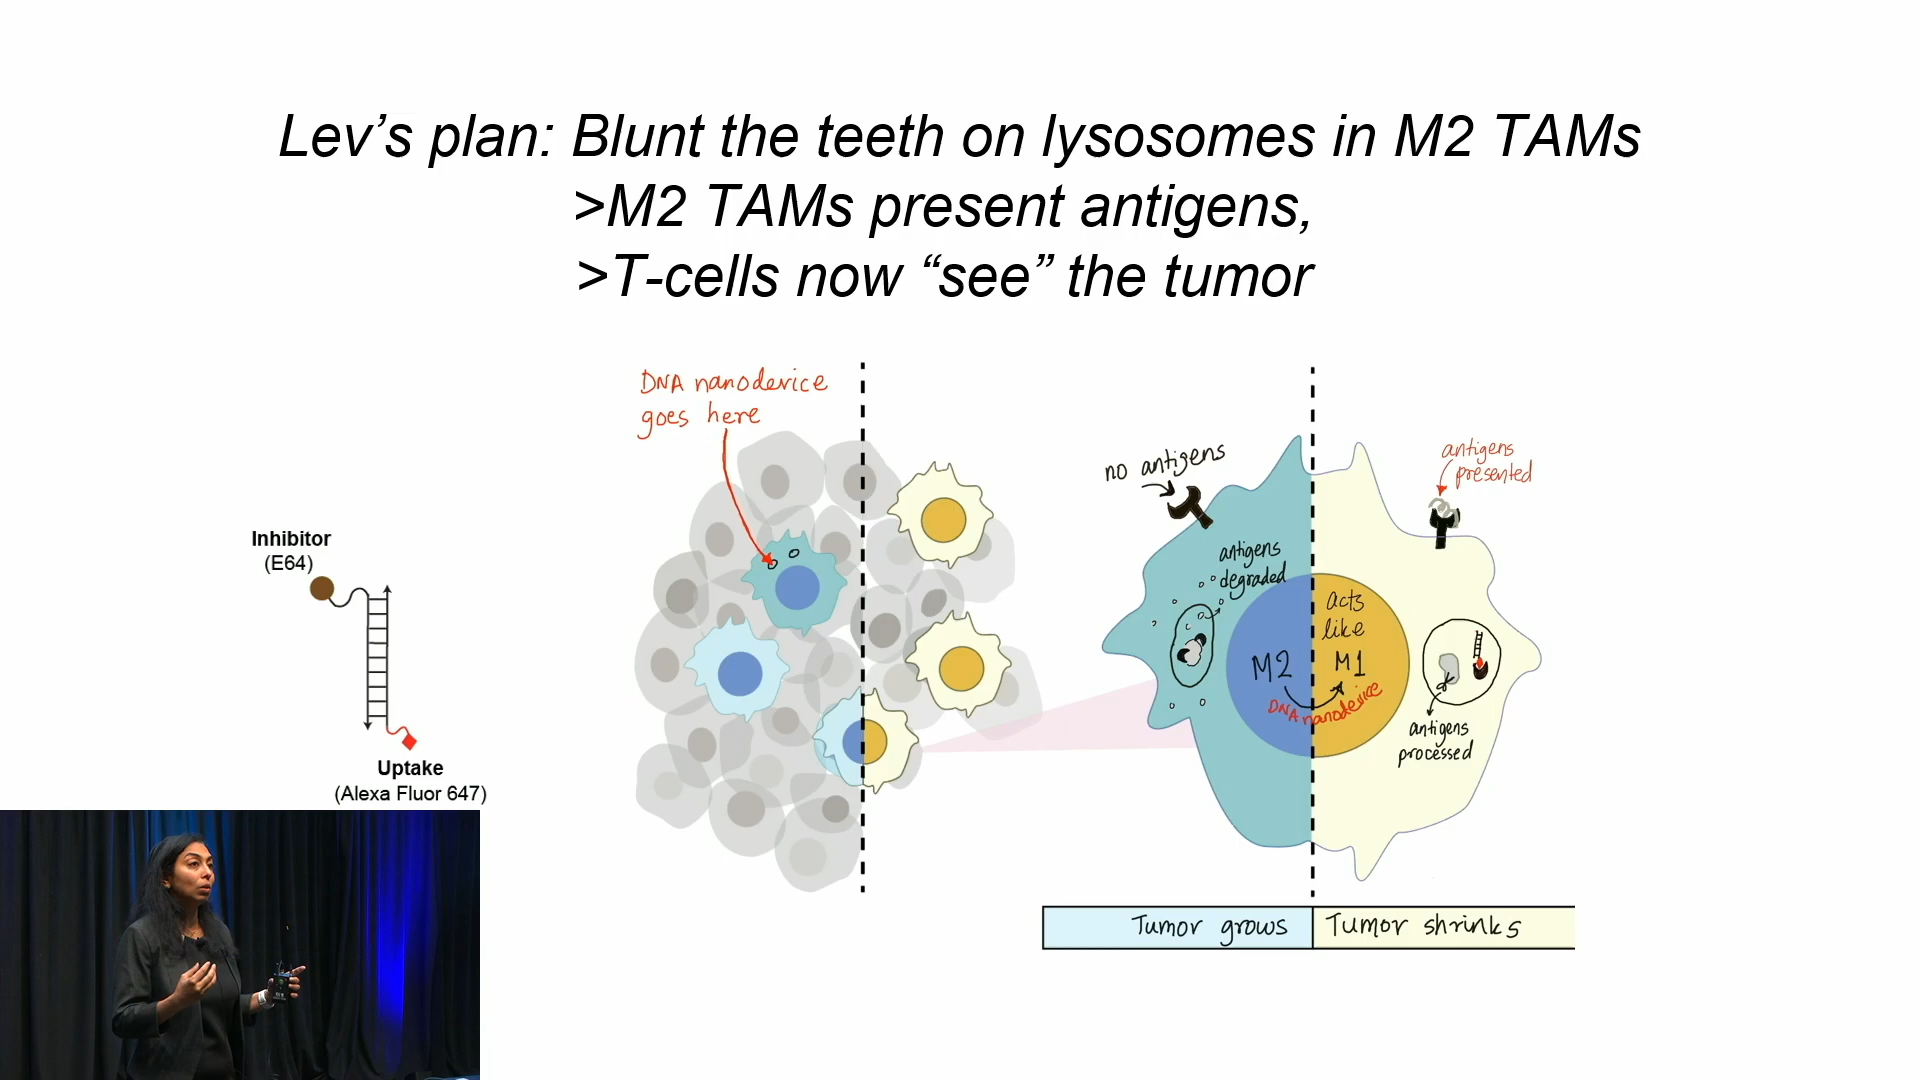 Lev’s plan: Blunt the teeth on lysosomes in M2 TAMs
>M2 TAMs present antigens,
>T-cells now “see” the tumor
DNA nanodevice
goes here
Inhibitor
(E64)
Uptake
(Alexa Fluor 647)
no antigens
antigens
degraded
antigens
presented
acts
like
M2
M1
DNA nanodevice
antigens
processed
Tumor grows
Tumor shrinks